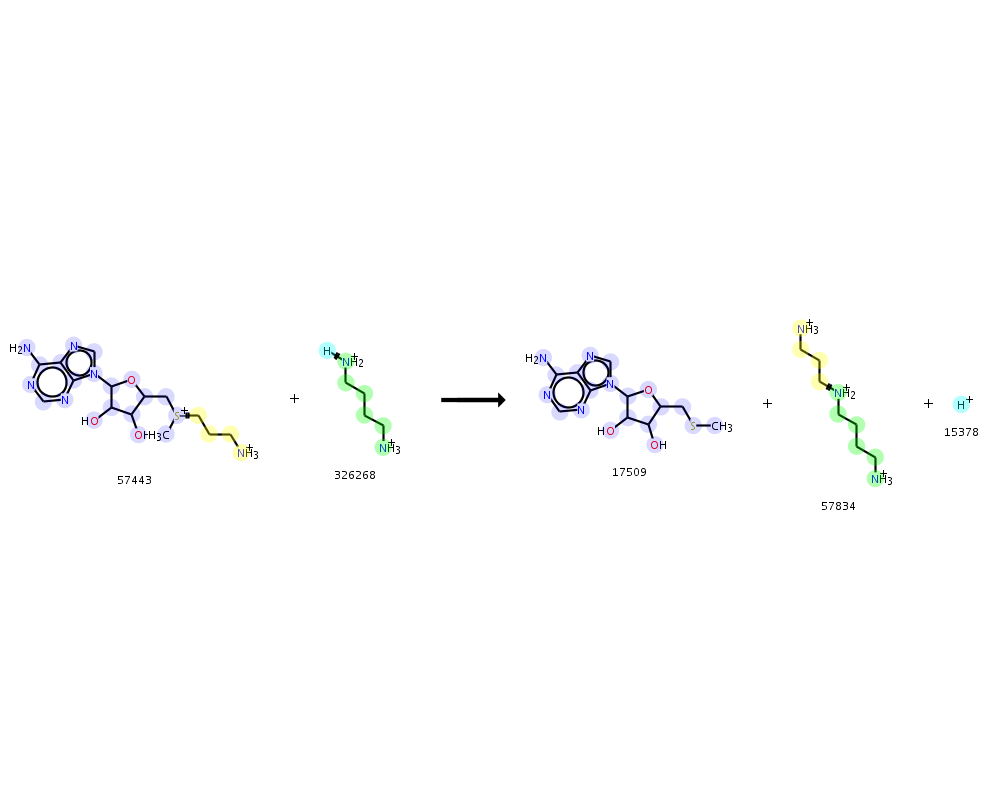 H2N N N N N N O HO OH H3C S+ NH3+
57443
+
H NH2+ NH3+
326268
H2N N N N N N O HO OH S CH3
17509
+
NH3+ NH2+ NH3+
57834
+
H+
15378